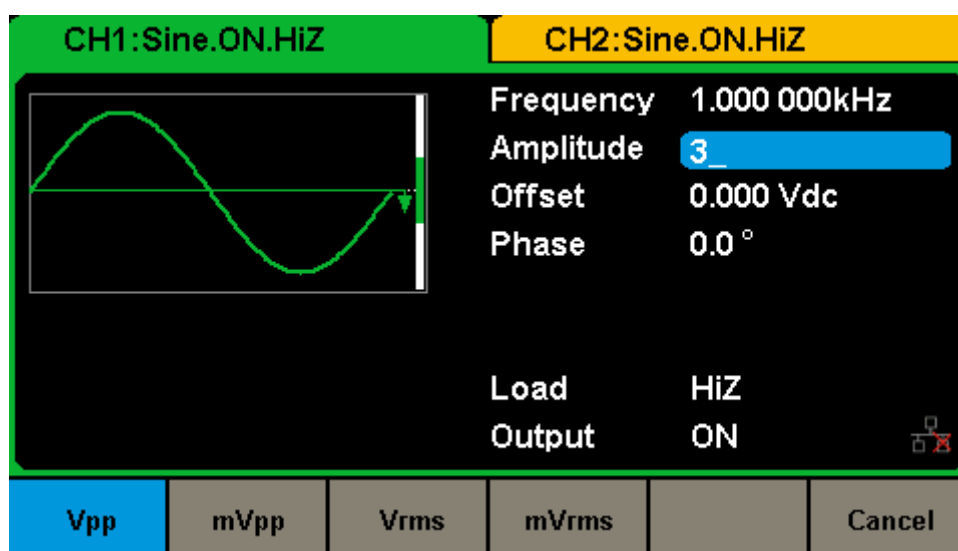 CH1:Sine.ON.HiZ CH2:Sine.ON.HiZ
Frequency 1.000 000kHz
Amplitude 3_
Offset 0.000 Vdc
Phase 0.0 °
Load HiZ
Output ON
Vpp mVpp Vrms mVrms Cancel